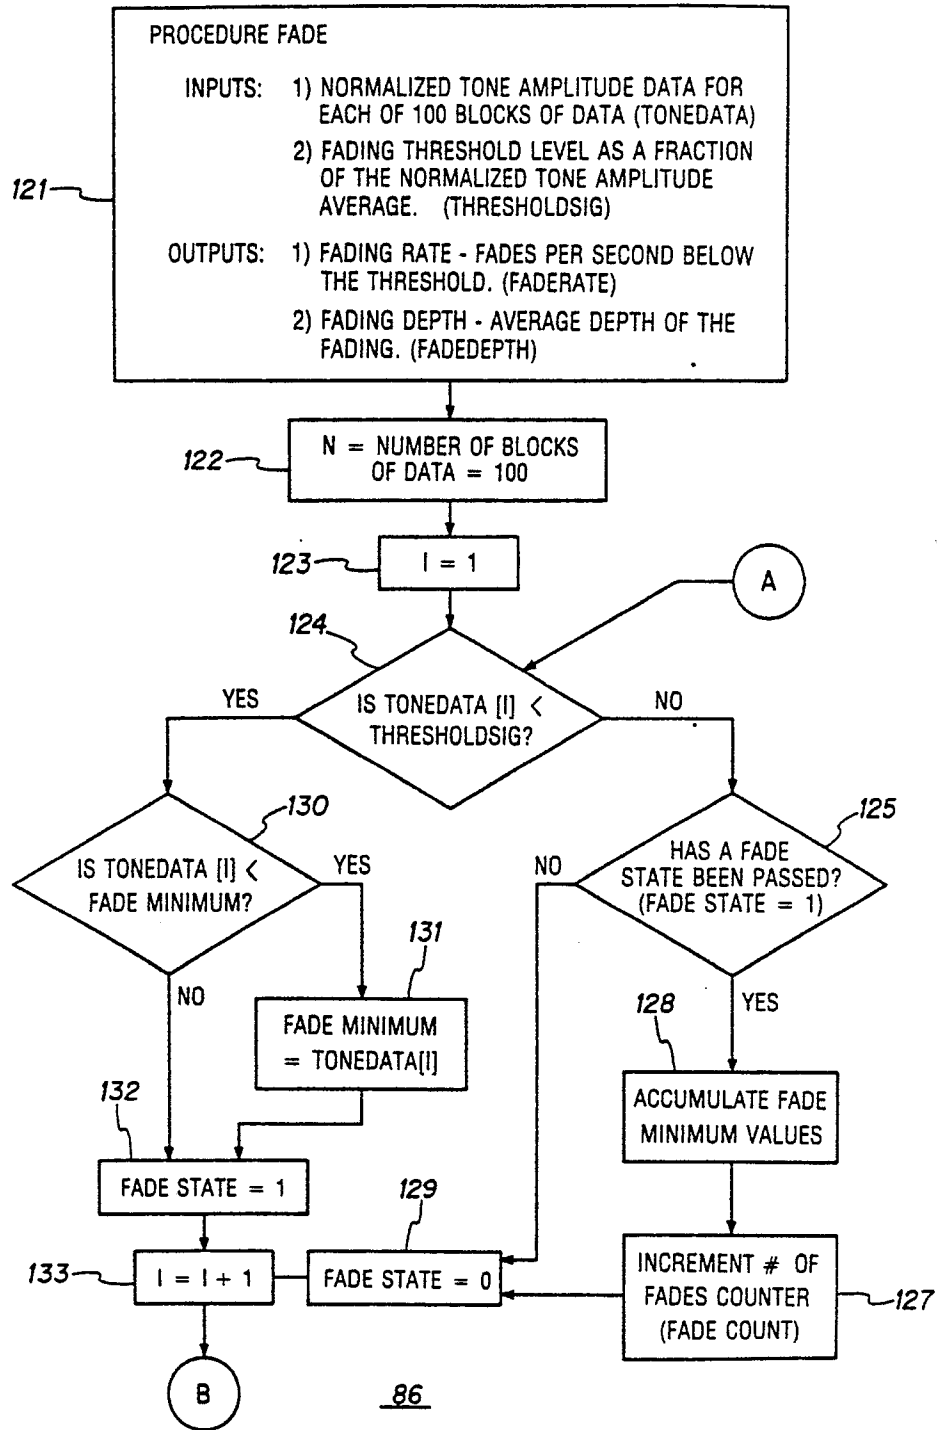 PROCEDURE FADE
INPUTS: 1) NORMALIZED TONE AMPLITUDE DATA FOR
EACH OF 100 BLOCKS OF DATA (TONEDATA)
2) FADING THRESHOLD LEVEL AS A FRACTION
OF THE NORMALIZED TONE AMPLITUDE
AVERAGE. (THRESHOLDSIG)
121
OUTPUTS: 1) FADING RATE - FADES PER SECOND BELOW
THE THRESHOLD. (FADERATE)
2) FADING DEPTH - AVERAGE DEPTH OF THE
FADING. (FADEDEPTH)
122
N = NUMBER OF BLOCKS
OF DATA = 100
123
I = 1
A
124
IS TONEDATA [I] <
THRESHOLDSIG?
YES
NO
130
IS TONEDATA [I] <
FADE MINIMUM?
YES
NO
125
HAS A FADE
STATE BEEN PASSED?
(FADE STATE = 1)
NO
YES
131
FADE MINIMUM
= TONEDATA[I]
128
ACCUMULATE FADE
MINIMUM VALUES
132
FADE STATE = 1
129
FADE STATE = 0
133
I = I + 1
INCREMENT # OF
FADES COUNTER
(FADE COUNT)
127
B
86